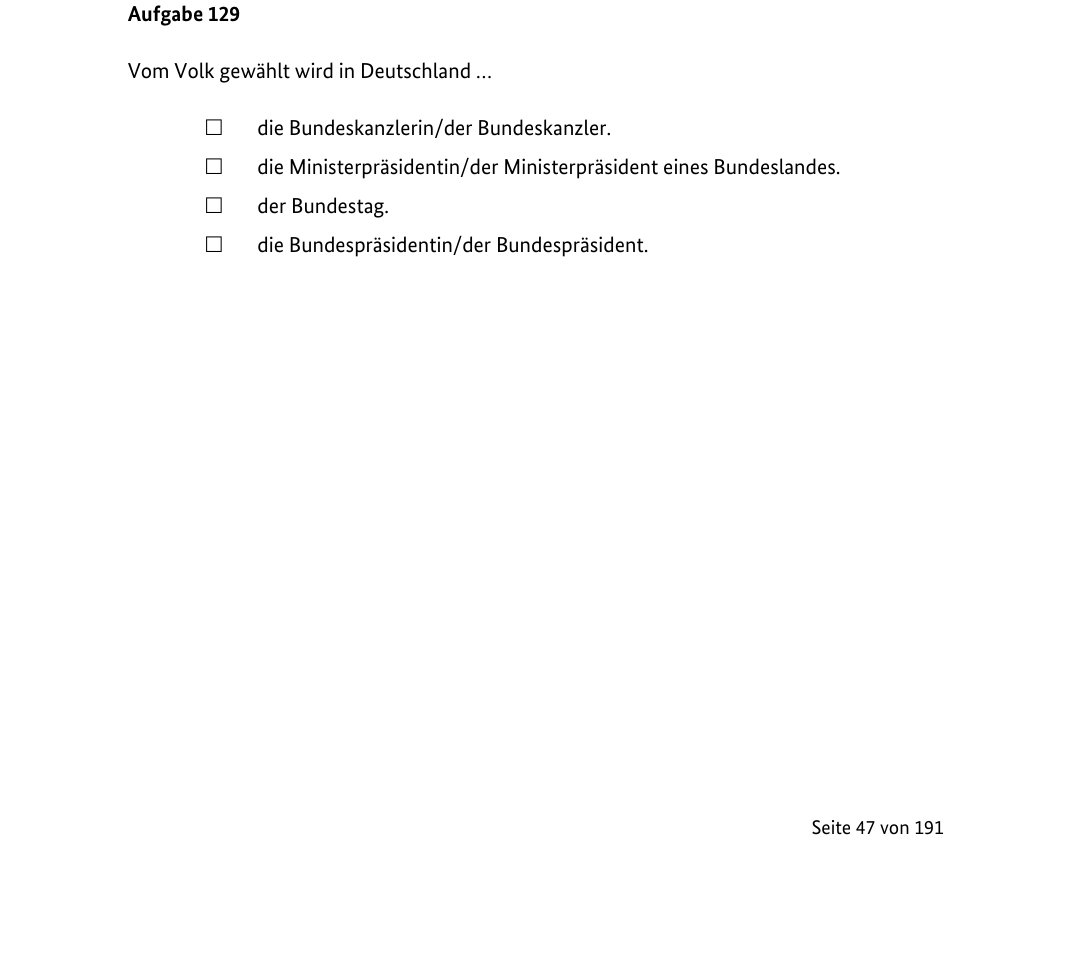 Aufgabe 129
Vom Volk gewählt wird in Deutschland …
☐ die Bundeskanzlerin/der Bundeskanzler.
☐ die Ministerpräsidentin/der Ministerpräsident eines Bundeslandes.
☐ der Bundestag.
☐ die Bundespräsidentin/der Bundespräsident.
Seite 47 von 191